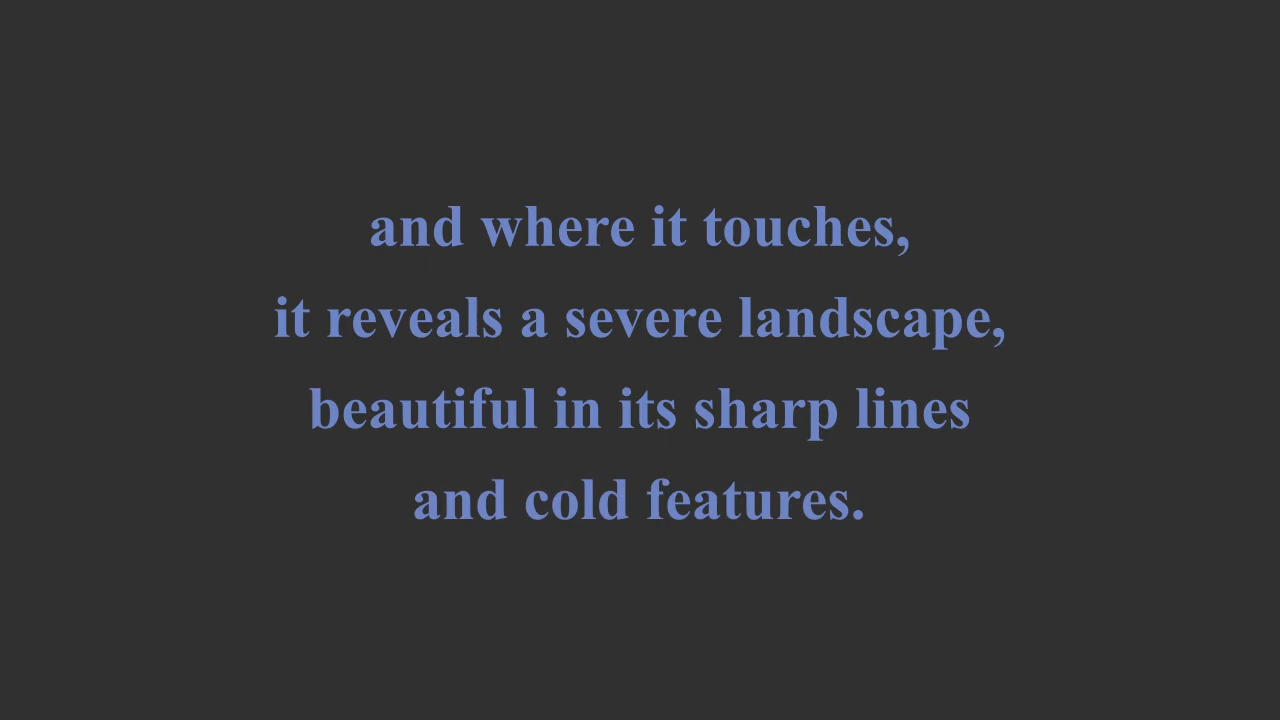 and where it touches,
it reveals a severe landscape,
beautiful in its sharp lines
and cold features.